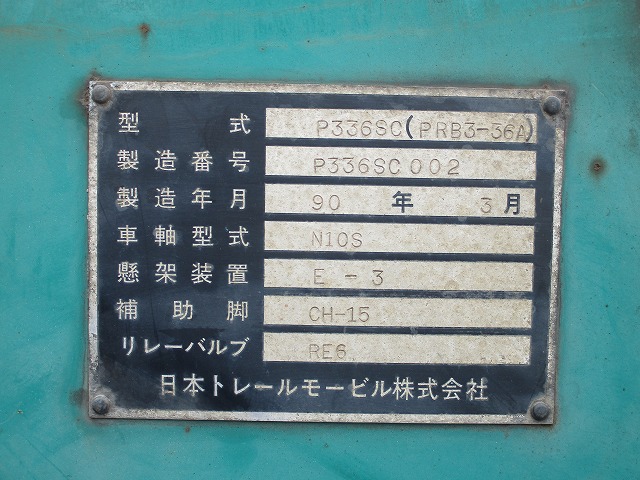 型式 P336SC(PRB3-36A)
製造番号 P336SC002
製造年月 90年3月
車軸型式 N10S
懸架装置 E-3
補助脚 CH-15
リレーバルブ RE6
日本トレールモービル株式会社